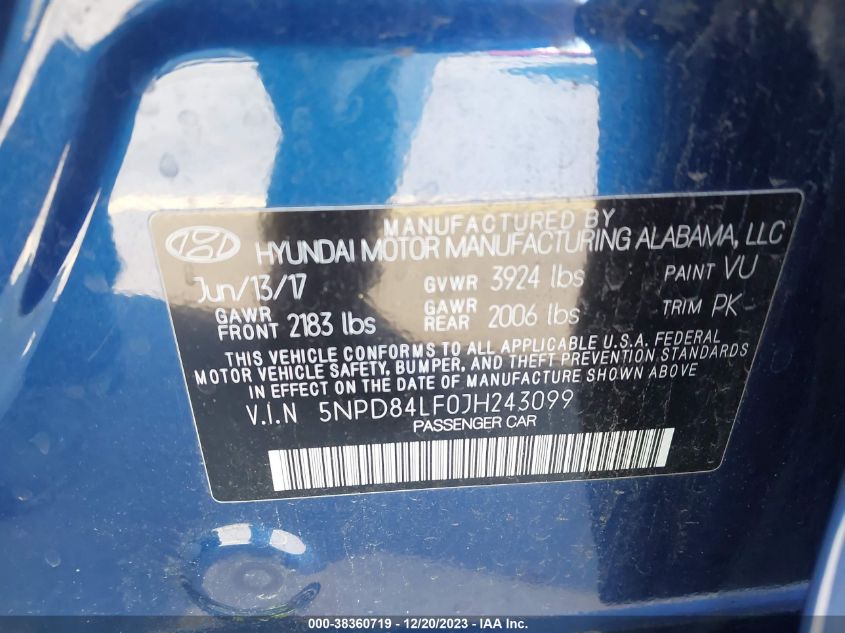 MANUFACTURED BY
HYUNDAI MOTOR MANUFACTURING ALABAMA, LLC
Jun/13/17 GVWR 3924 lbs PAINT VU
GAWR FRONT 2183 lbs GAWR REAR 2006 lbs TRIM PK
THIS VEHICLE CONFORMS TO ALL APPLICABLE U.S.A. FEDERAL
MOTOR VEHICLE SAFETY, BUMPER, AND THEFT PREVENTION STANDARDS
IN EFFECT ON THE DATE OF MANUFACTURE SHOWN ABOVE
V.I.N 5NPD84LF0JH243099
PASSENGER CAR
000-38360719 - 12/20/2023 - IAA Inc.